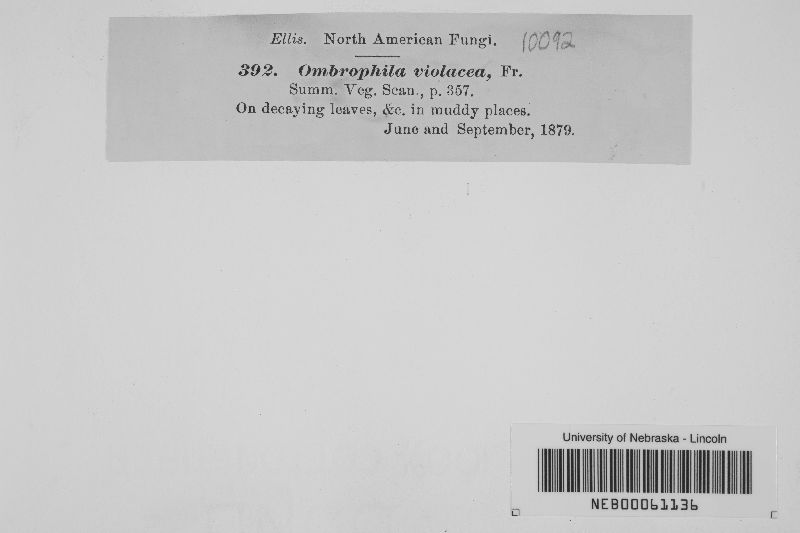 Ellis. North American Fungi. 10092
392. Ombrophila violacea, Fr.
Summ. Veg. Scan., p. 357.
On decaying leaves, &c. in muddy places.
June and September, 1879.
University of Nebraska - Lincoln
NEB00061136